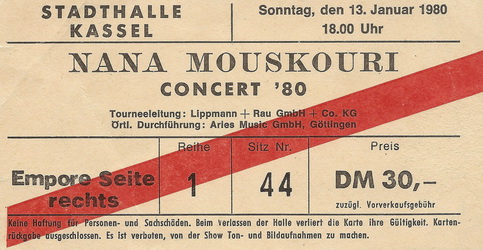 STADTHALLE
KASSEL
Sonntag, den 13. Januar 1980
18.00 Uhr
NANA MOUSKOURI
CONCERT '80
Tourneeleitung: Lippmann + Rau GmbH + Co. KG
Örtl. Durchführung: Aries Music GmbH, Göttingen
Empore Seite
rechts
Reihe
1
Sitz Nr.
44
Preis
DM 30,-
zuzügl. Vorverkaufsgebühr
Keine Haftung für Personen- und Sachschäden. Beim Verlassen der Halle verliert die Karte ihre Gültigkeit. Karten-
rückgabe ausgeschlossen. Es ist verboten, von der Show Ton- und Bildaufnahmen zu machen.